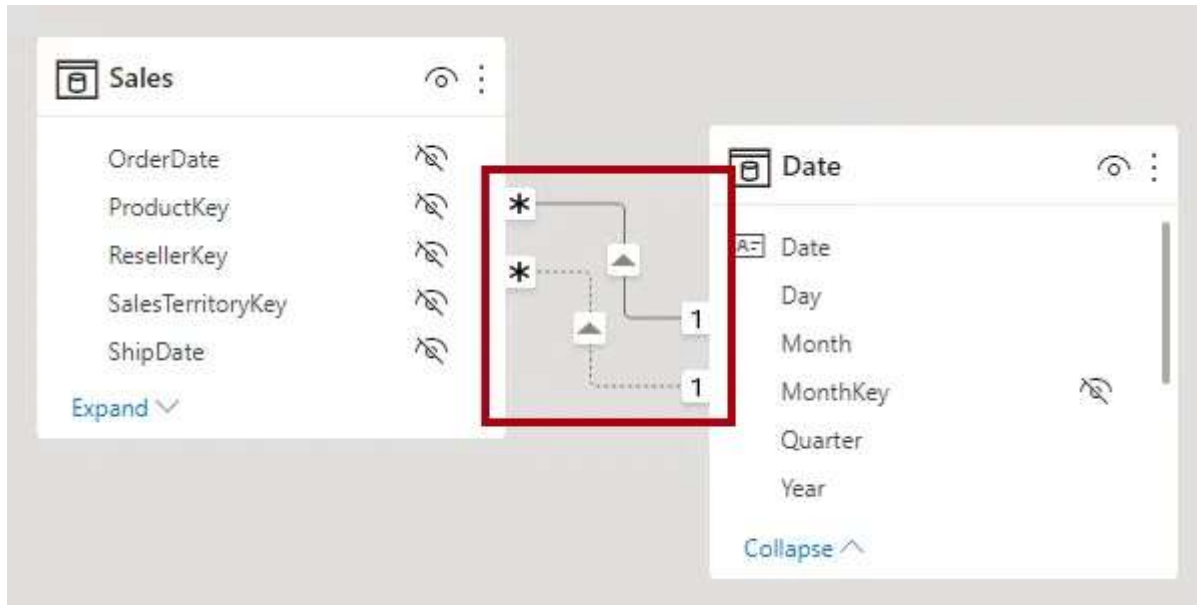 Sales
OrderDate
ProductKey
ResellerKey
SalesTerritoryKey
ShipDate
Expand
*
*
1
1
Date
Date
Day
Month
MonthKey
Quarter
Year
Collapse